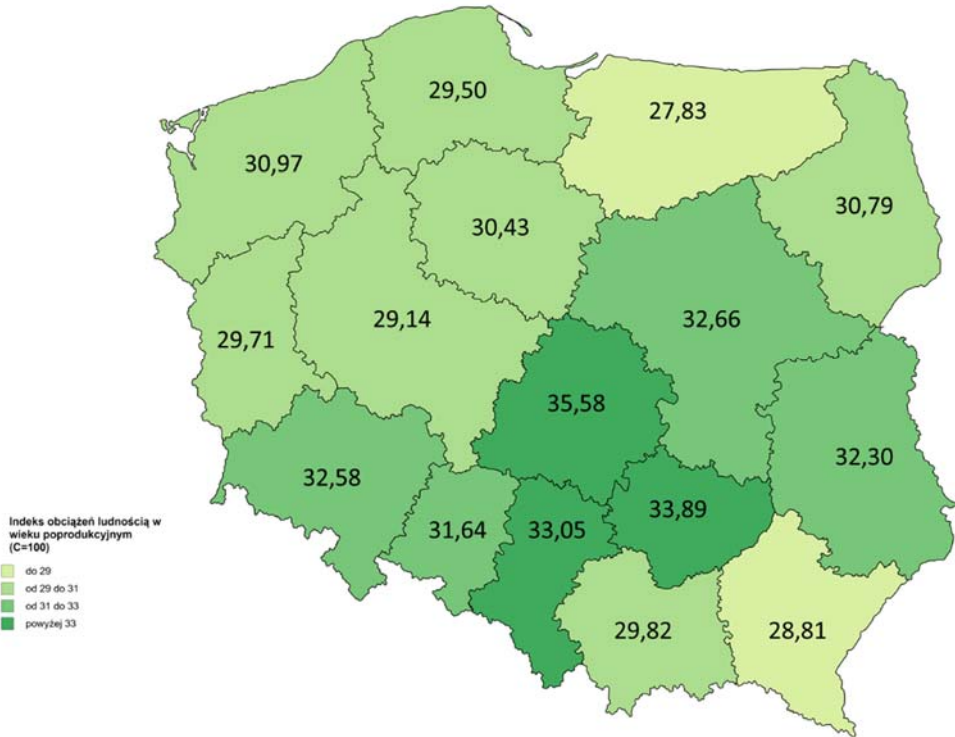 29,50
27,83
30,97
30,79
30,43
29,14
32,66
29,71
35,58
32,30
32,58
33,89
31,64
33,05
29,82
28,81
Indeks obciążeń ludnością w
wieku poprodukcyjnym
(C=100)
do 29
od 29 do 31
od 31 do 33
powyżej 33